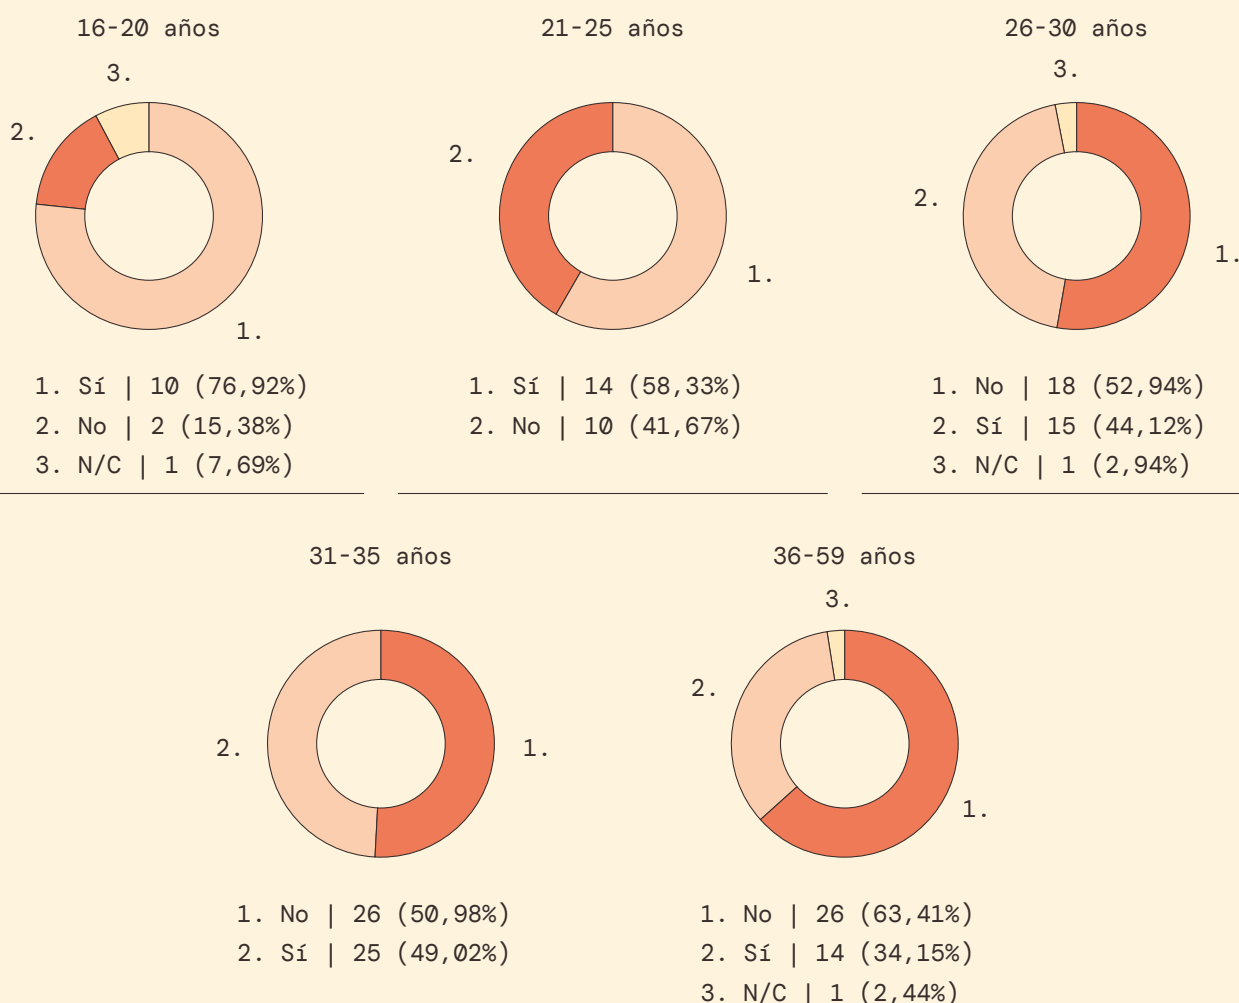 16-20 años
3.
2.
1.
1. Sí | 10 (76,92%)
2. No | 2 (15,38%)
3. N/C | 1 (7,69%)
21-25 años
2.
1.
1. Sí | 14 (58,33%)
2. No | 10 (41,67%)
26-30 años
3.
2.
1.
1. No | 18 (52,94%)
2. Sí | 15 (44,12%)
3. N/C | 1 (2,94%)
31-35 años
2.
1.
1. No | 26 (50,98%)
2. Sí | 25 (49,02%)
36-59 años
3.
2.
1.
1. No | 26 (63,41%)
2. Sí | 14 (34,15%)
3. N/C | 1 (2,44%)